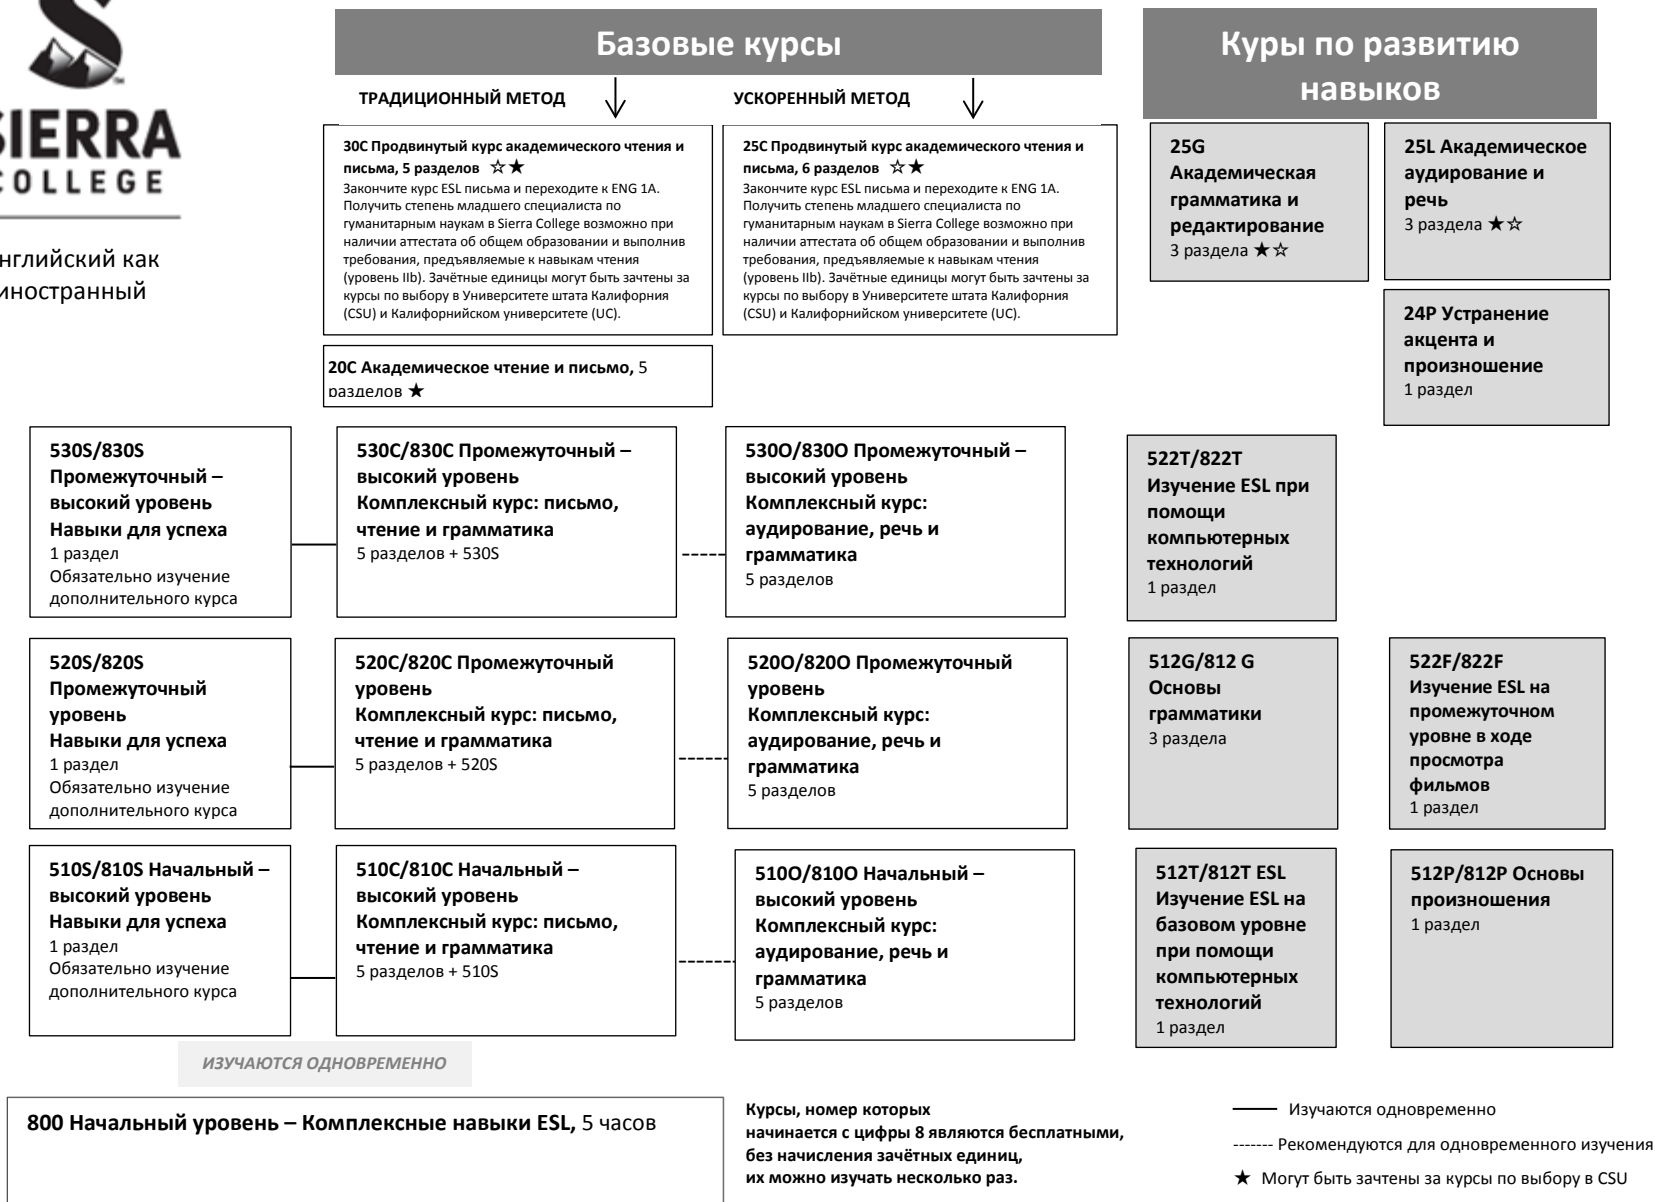 SIERRA
COLLEGE
нглийский как
иностранный
Базовые курсы
ТРАДИЦИОННЫЙ МЕТОД
УСКОРЕННЫЙ МЕТОД
30C Продвинутый курс академического чтения и
письма, 5 разделов ☆★
Закончите курс ESL письма и переходите к ENG 1A.
Получить степень младшего специалиста по
гуманитарным наукам в Sierra College возможно при
наличии аттестата об общем образовании и выполнив
требования, предъявляемые к навыкам чтения
(уровень IIb). Зачётные единицы могут быть зачтены за
курсы по выбору в Университете штата Калифорния
(CSU) и Калифорнийском университете (UC).
25C Продвинутый курс академического чтения и
письма, 6 разделов ☆★
Закончите курс ESL письма и переходите к ENG 1A.
Получить степень младшего специалиста по
гуманитарным наукам в Sierra College возможно при
наличии аттестата об общем образовании и выполнив
требования, предъявляемые к навыкам чтения
(уровень IIb). Зачётные единицы могут быть зачтены за
курсы по выбору в Университете штата Калифорния
(CSU) и Калифорнийском университете (UC).
20C Академическое чтение и письмо, 5
разделов ★
Куры по развитию
навыков
25G
Академическая
грамматика и
редактирование
3 раздела ★☆
25L Академическое
аудирование и
речь
3 раздела ★☆
24P Устранение
акцента и
произношение
1 раздел
530S/830S
Промежуточный –
высокий уровень
Навыки для успеха
1 раздел
Обязательно изучение
дополнительного курса
530C/830C Промежуточный –
высокий уровень
Комплексный курс: письмо,
чтение и грамматика
5 разделов + 530S
530O/830O Промежуточный –
высокий уровень
Комплексный курс:
аудирование, речь и
грамматика
5 разделов
522T/822T
Изучение ESL при
помощи
компьютерных
технологий
1 раздел
520S/820S
Промежуточный
уровень
Навыки для успеха
1 раздел
Обязательно изучение
дополнительного курса
520C/820C Промежуточный
уровень
Комплексный курс: письмо,
чтение и грамматика
5 разделов + 520S
520O/820O Промежуточный
уровень
Комплексный курс:
аудирование, речь и
грамматика
5 разделов
512G/812 G
Основы
грамматики
3 раздела
522F/822F
Изучение ESL на
промежуточном
уровне в ходе
просмотра
фильмов
1 раздел
510S/810S Начальный –
высокий уровень
Навыки для успеха
1 раздел
Обязательно изучение
дополнительного курса
510C/810C Начальный –
высокий уровень
Комплексный курс: письмо,
чтение и грамматика
5 разделов + 510S
510O/810O Начальный –
высокий уровень
Комплексный курс:
аудирование, речь и
грамматика
5 разделов
512T/812T ESL
Изучение ESL на
базовом уровне
при помощи
компьютерных
технологий
1 раздел
512P/812P Основы
произношения
1 раздел
ИЗУЧАЮТСЯ ОДНОВРЕМЕННО
800 Начальный уровень – Комплексные навыки ESL, 5 часов
Курсы, номер которых
начинается с цифры 8 являются бесплатными,
без начисления зачётных единиц,
их можно изучать несколько раз.
Изучаются одновременно
------- Рекомендуются для одновременного изучения
★ Могут быть зачтены за курсы по выбору в CSU